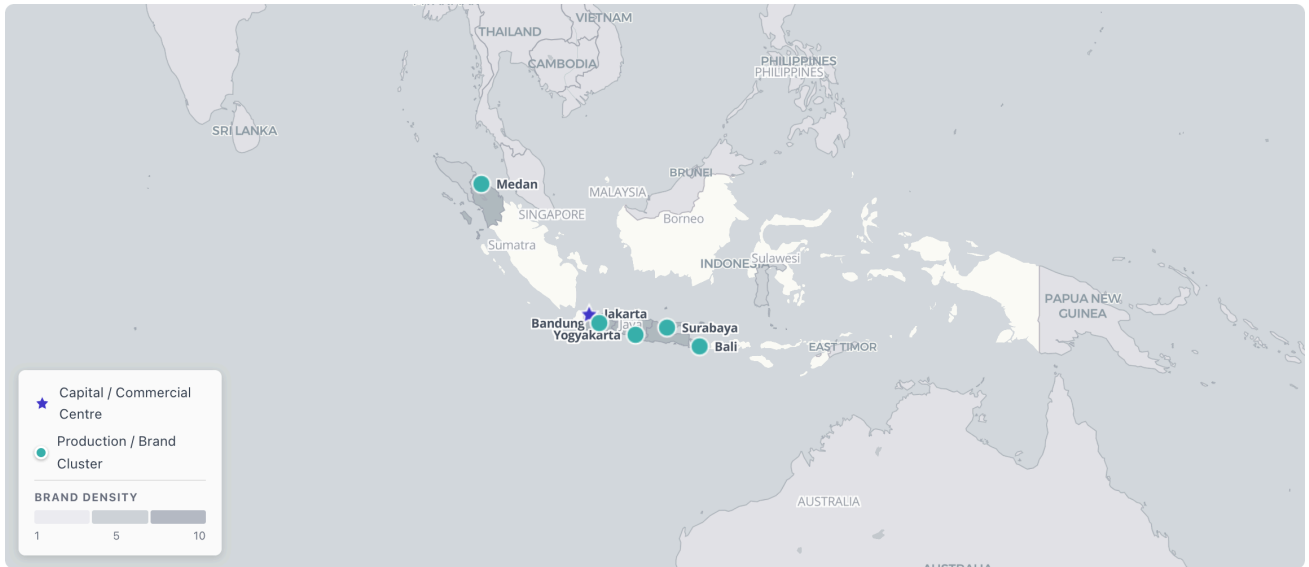 VIETNAM
THAILAND
CAMBODIA
PHILIPPINES
PHILIPPINES
SRI LANKA
BRUNEI
Medan
MALAYSIA
SINGAPORE
Borneo
Sumatra
INDONESIA
Sulawesi
PAPUA NEW
GUINEA
Jakarta
Bandung
Java
Surabaya
Yogyakarta
Bali
EAST TIMOR
AUSTRALIA
AUSTRALIA
Capital / Commercial
Centre
Production / Brand
Cluster
BRAND DENSITY
1 5 10